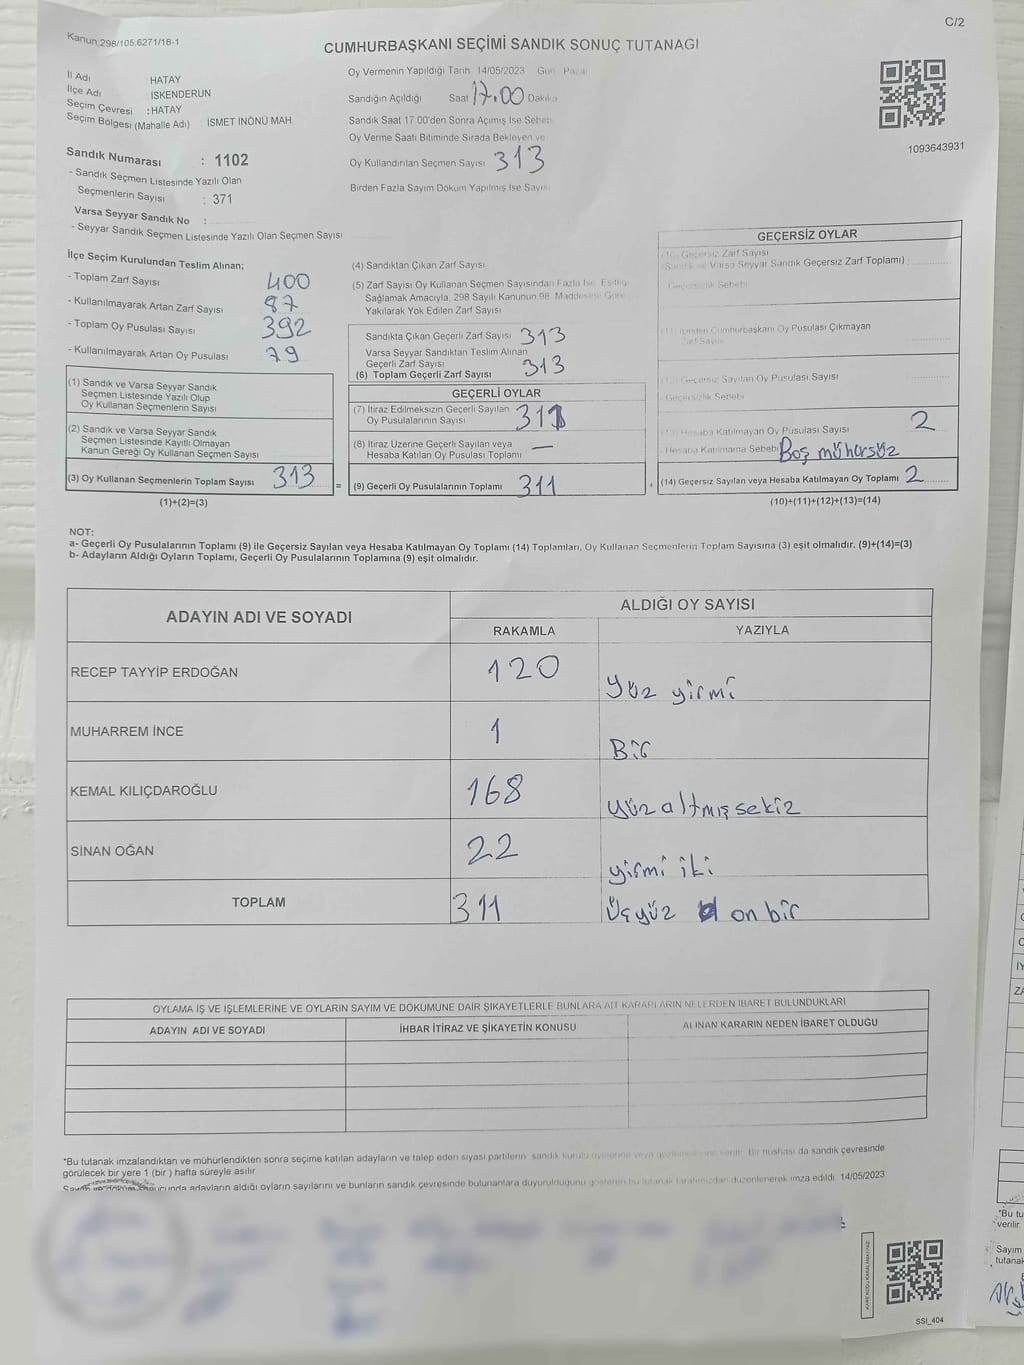 Kanun,298/105,6271/18-1
C/2
CUMHURBAŞKANI SEÇİMİ SANDIK SONUÇ TUTANAĞI
İl Adı HATAY
İlçe Adı İSKENDERUN
Seçim Çevresi : HATAY
Seçim Bölgesi (Mahalle Adı) İSMET İNÖNÜ MAH
Sandık Numarası : 1102
- Sandık Seçmen Listesinde Yazılı Olan
Seçmenlerin Sayısı : 371
Varsa Seyyar Sandık No :
- Seyyar Sandık Seçmen Listesinde Yazılı Olan Seçmen Sayısı
Oy Vermenin Yapıldığı Tarih 14/05/2023 Gün Pazar
Sandığın Açıldığı Saat 17.00 Dakika
Sandık Saat 17 00'den Sonra Açımış İse Sebebi
Oy Verme Saati Bitiminde Sırada Bekleyen ve
Oy Kullandırılan Seçmen Sayısı 313
Birden Fazla Sayım Döküm Yapılmış İse Sayısı
1093643931
İlçe Seçim Kurulundan Teslim Alınan;
- Toplam Zarf Sayısı 400
- Kullanılmayarak Artan Zarf Sayısı 87
- Toplam Oy Pusulası Sayısı 392
- Kullanılmayarak Artan Oy Pusulası 79
(1) Sandık ve Varsa Seyyar Sandık
Seçmen Listesinde Yazılı Olup
Oy Kullanan Seçmenlerin Sayısı
(2) Sandık ve Varsa Seyyar Sandık
Seçmen Listesinde Kayıtlı Olmayan
Kanun Gereği Oy Kullanan Seçmen Sayısı
(3) Oy Kullanan Seçmenlerin Toplam Sayısı 313
(1)+(2)=(3)
=
(4) Sandıktan Çıkan Zarf Sayısı
(5) Zarf Sayısı Oy Kullanan Seçmen Sayısından Fazla İse, Eşitliği
Sağlamak Amacıyla, 298 Sayılı Kanunun 98. Maddesine Göre
Yakılarak Yok Edilen Zarf Sayısı
Sandıkta Çıkan Geçerli Zarf Sayısı 313
Varsa Seyyar Sandıktan Teslim Alınan
Geçerli Zarf Sayısı
(6) Toplam Geçerli Zarf Sayısı 313
GEÇERLİ OYLAR
(7) İtiraz Edilmeksizin Geçerli Sayılan
Oy Pusulalarının Sayısı 311
(8) İtiraz Üzerine Geçerli Sayılan veya
Hesaba Katılan Oy Pusulası Toplamı —
(9) Geçerli Oy Pusulalarının Toplamı 311
+
GEÇERSİZ OYLAR
(10) Geçersiz Zarf Sayısı
(Sandık ve Varsa Seyyar Sandık Geçersiz Zarf Toplamı) :
Geçersizlik Sebebi
(11) İçinden Cumhurbaşkanı Oy Pusulası Çıkmayan
Zarf Sayısı
(12) Geçersiz Sayılan Oy Pusulası Sayısı
Geçersizlik Sebebi
(13) Hesaba Katılmayan Oy Pusulası Sayısı 2
Hesaba Katılmama Sebebi Boş mühürsüz
(14) Geçersiz Sayılan veya Hesaba Katılmayan Oy Toplamı 2
(10)+(11)+(12)+(13)=(14)
NOT:
a- Geçerli Oy Pusulalarının Toplamı (9) ile Geçersiz Sayılan veya Hesaba Katılmayan Oy Toplamı (14) Toplamları, Oy Kullanan Seçmenlerin Toplam Sayısına (3) eşit olmalıdır. (9)+(14)=(3)
b- Adayların Aldığı Oyların Toplamı, Geçerli Oy Pusulalarının Toplamına (9) eşit olmalıdır.
ADAYIN ADI VE SOYADI
ALDIĞI OY SAYISI
RAKAMLA YAZIYLA
RECEP TAYYİP ERDOĞAN 120 yüz yirmi
MUHARREM İNCE 1 Bir
KEMAL KILIÇDAROĞLU 168 yüz altmış sekiz
SİNAN OĞAN 22 yirmi iki
TOPLAM 311 üçyüz on bir
OYLAMA İŞ VE İŞLEMLERİNE VE OYLARIN SAYIM VE DÖKÜMÜNE DAİR ŞİKAYETLERLE BUNLARA AİT KARARLARIN NELERDEN İBARET BULUNDUKLARI
ADAYIN ADI VE SOYADI İHBAR İTİRAZ VE ŞİKAYETİN KONUSU ALINAN KARARIN NEDEN İBARET OLDUĞU
*Bu tutanak imzalandıktan ve mühürlendikten sonra seçime katılan adayların ve talep eden siyasi partilerin sandık kurulu üyelerine veya gözlemcilerine verilir. Bir nüshası da sandık çevresinde
görülecek bir yere 1 (bir ) hafta süreyle asılır
Sayım ve döküm sonucunda adayların aldığı oyların sayılarını ve bunların sandık çevresinde bulunanlara duyurulduğunu gösteren bu tutanak tarafımızdan düzenlenerek imza edildi. 14/05/2023
SSI_404
*Bu tu
verilir.
Sayım
tutanak